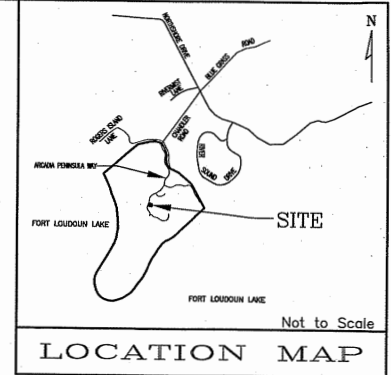 N
NORTHSHORE DRIVE
BLUE GRASS ROAD
RIVERMIST
LANE
CHANDLER
ROAD
ROGERS ISLAND
LANE
RIVER SOUND DRIVE
ARCADIA PENINSULA WAY
SITE
FORT LOUDOUN LAKE
FORT LOUDOUN LAKE
Not to Scale
LOCATION MAP